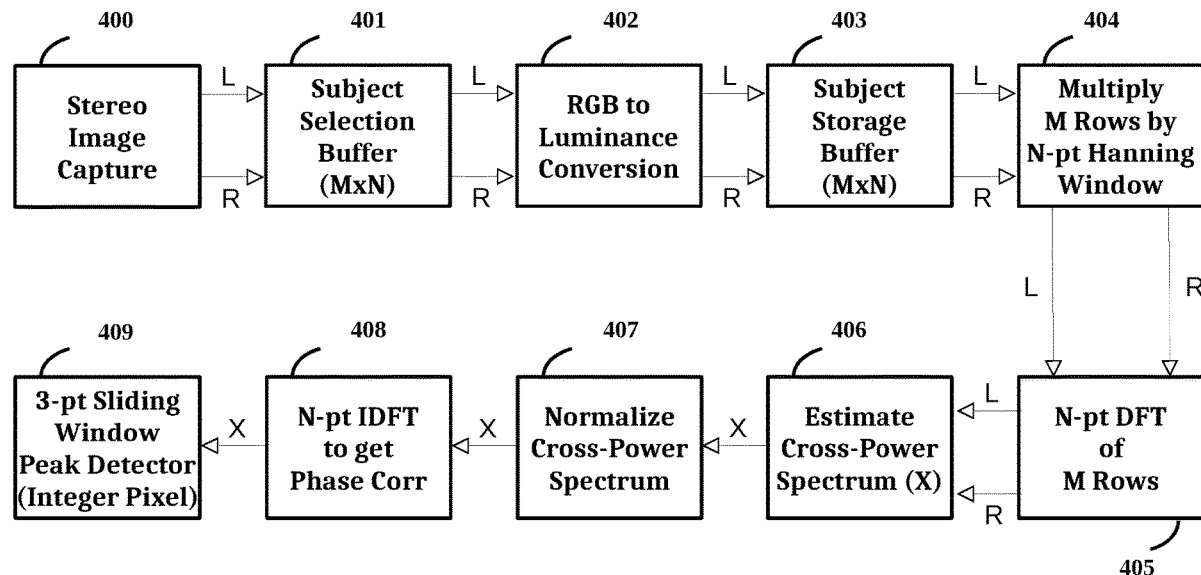 400
401
402
403
404
Stereo
Image
Capture
L
R
Subject
Selection
Buffer
(MxN)
L
R
RGB to
Luminance
Conversion
L
R
Subject
Storage
Buffer
(MxN)
L
R
Multiply
M Rows by
N-pt Hanning
Window
L
R
409
408
407
406
3-pt Sliding
Window
Peak Detector
(Integer Pixel)
X
N-pt IDFT
to get
Phase Corr
X
Normalize
Cross-Power
Spectrum
X
Estimate
Cross-Power
Spectrum (X)
L
R
N-pt DFT
of
M Rows
405